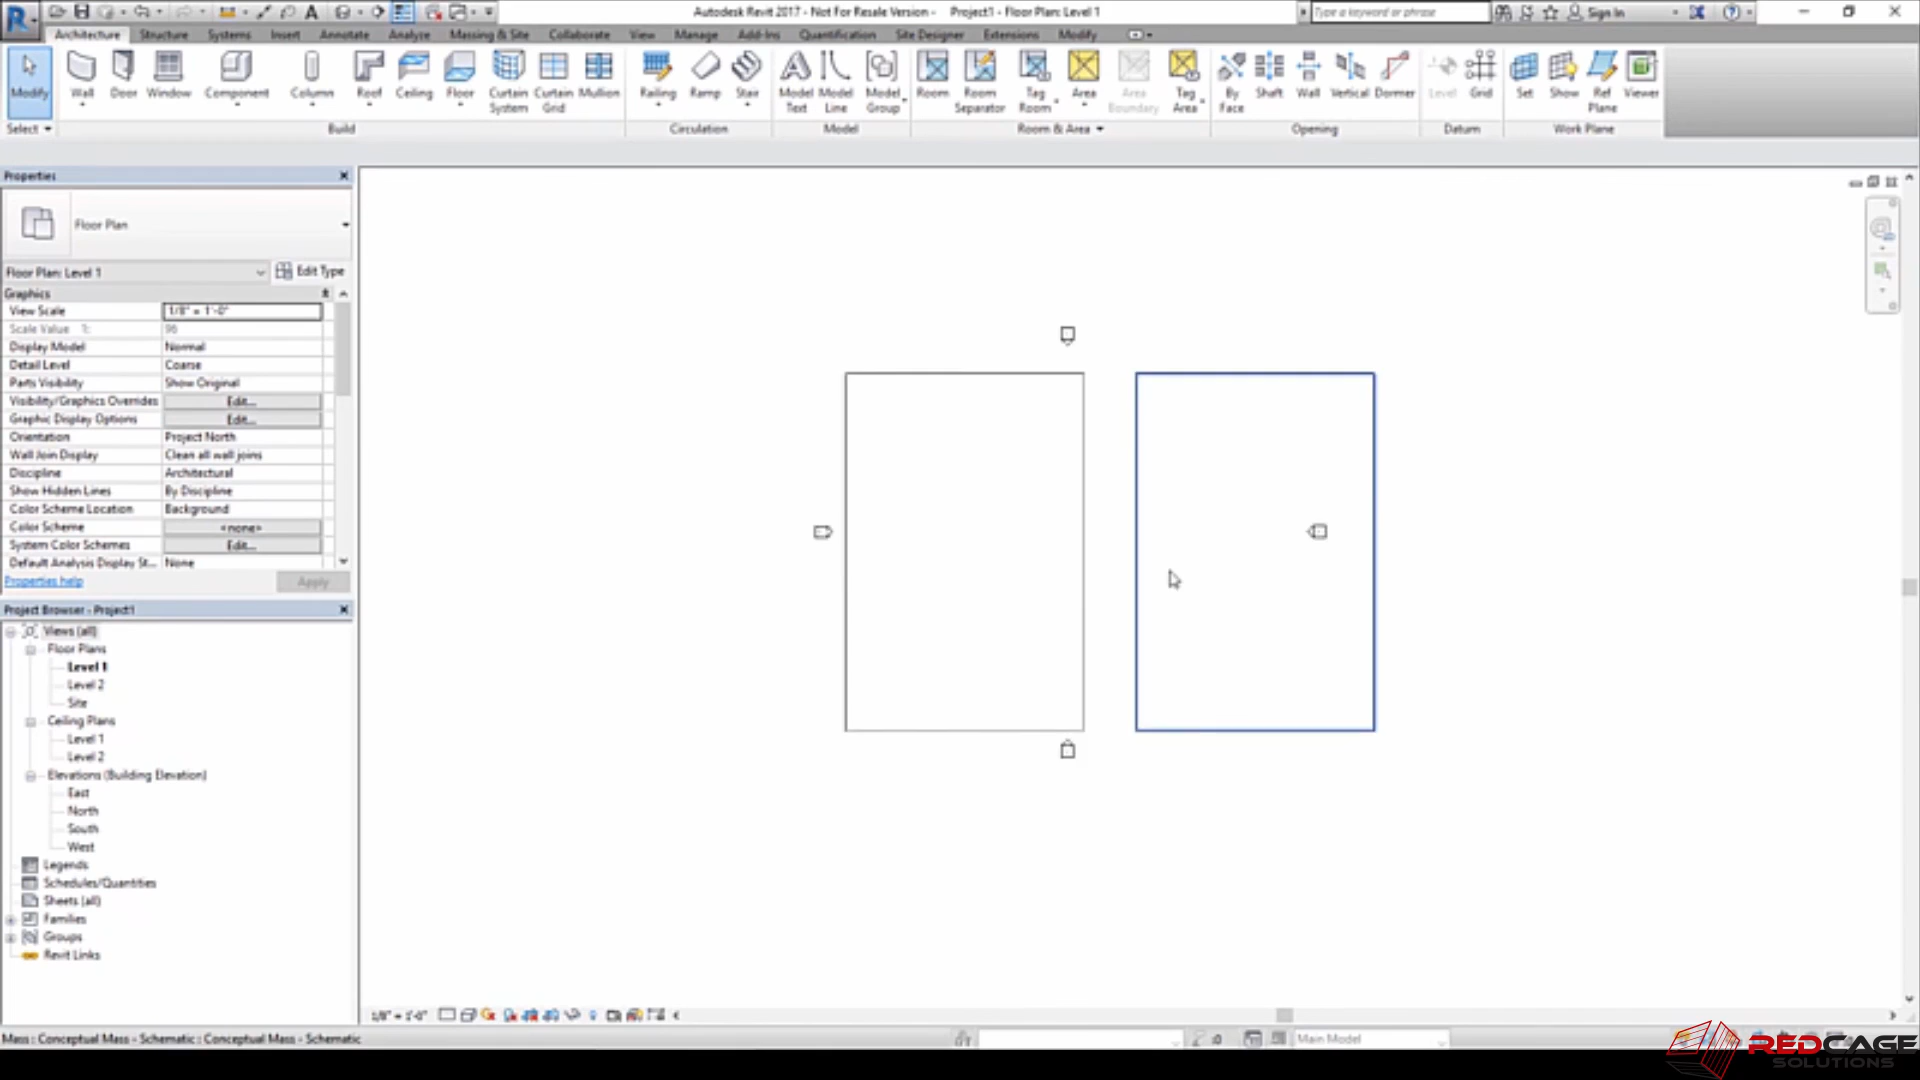 Autodesk Revit 2017 - Not For Resale Version - Project1 - Floor Plan: Level 1
Type a keyword or phrase
Sign In
Architecture Structure Systems Insert Annotate Analyze Massing & Site Collaborate View Manage Add-Ins Quantification Site Designer Extensions Modify
Modify Wall Door Window Component Column Roof Ceiling Floor Curtain System Curtain Grid Mullion Railing Ramp Stair Model Text Model Line Model Group Room Room Separator Tag Room Area Area Boundary Tag Area By Face Shaft Wall Vertical Dormer Level Grid Set Show Ref Plane Viewer
Select Build Circulation Model Room & Area Opening Datum Work Plane
Properties
Floor Plan
Floor Plan: Level 1 Edit Type
Graphics
View Scale 1/8" = 1'-0"
Scale Value 1: 96
Display Model Normal
Detail Level Coarse
Parts Visibility Show Original
Visibility/Graphics Overrides Edit...
Graphic Display Options Edit...
Orientation Project North
Wall Join Display Clean all wall joins
Discipline Architectural
Show Hidden Lines By Discipline
Color Scheme Location Background
Color Scheme <none>
System Color Schemes Edit...
Default Analysis Display St... None
Properties help Apply
Project Browser - Project1
Views (all)
Floor Plans
Level 1
Level 2
Site
Ceiling Plans
Level 1
Level 2
Elevations (Building Elevation)
East
North
South
West
Legends
Schedules/Quantities
Sheets (all)
Families
Groups
Revit Links
1/8" = 1'-0"
Mass : Conceptual Mass - Schematic : Conceptual Mass - Schematic
:0
Main Model
REDCAGE
SOLUTIONS